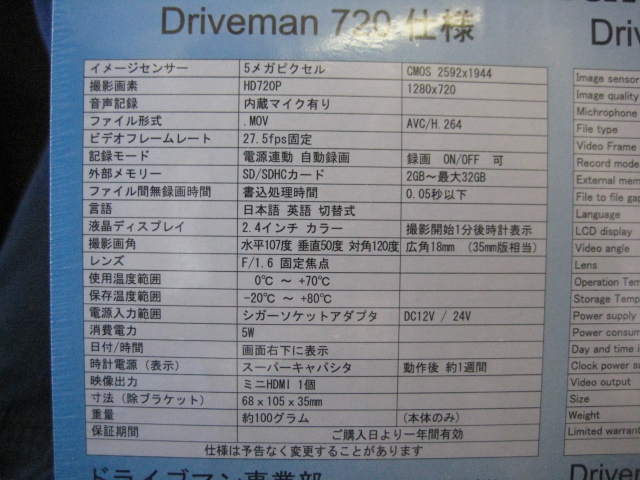 Driveman 720 仕様
イメージセンサー 5メガピクセル CMOS 2592x1944
撮影画素 HD720P 1280x720
音声記録 内蔵マイク有り
ファイル形式 .MOV AVC/H.264
ビデオフレームレート 27.5fps固定
記録モード 電源連動 自動録画 録画 ON/OFF 可
外部メモリー SD/SDHCカード 2GB～最大32GB
ファイル間無録画時間 書込処理時間 0.05秒以下
言語 日本語 英語 切替式
液晶ディスプレイ 2.4インチ カラー 撮影開始1分後時計表示
撮影画角 水平107度 垂直50度 対角120度 広角18mm (35mm版相当)
レンズ F/1.6 固定焦点
使用温度範囲 0℃ ～ +70℃
保存温度範囲 -20℃ ～ +80℃
電源入力範囲 シガーソケットアダプタ DC12V / 24V
消費電力 5W
日付/時間 画面右下に表示
時計電源 (表示) スーパーキャパシタ 動作後 約1週間
映像出力 ミニHDMI 1個
寸法 (除ブラケット) 68 x 105 x 35mm
重量 約100グラム (本体のみ)
保証期間 ご購入日より一年間有効
仕様は予告なく変更することがあります
ドライブマン事業部
Image sensor
Image quality
Michrophone
File type
Video Frame
Record mode
External mem
File to file gap
Language
LCD display
Video angle
Lens
Operation Tem
Storage Temp
Power supply
Power consum
Day and time i
Clock power su
Video output
Size
Weight
Limited warrant
Driveman